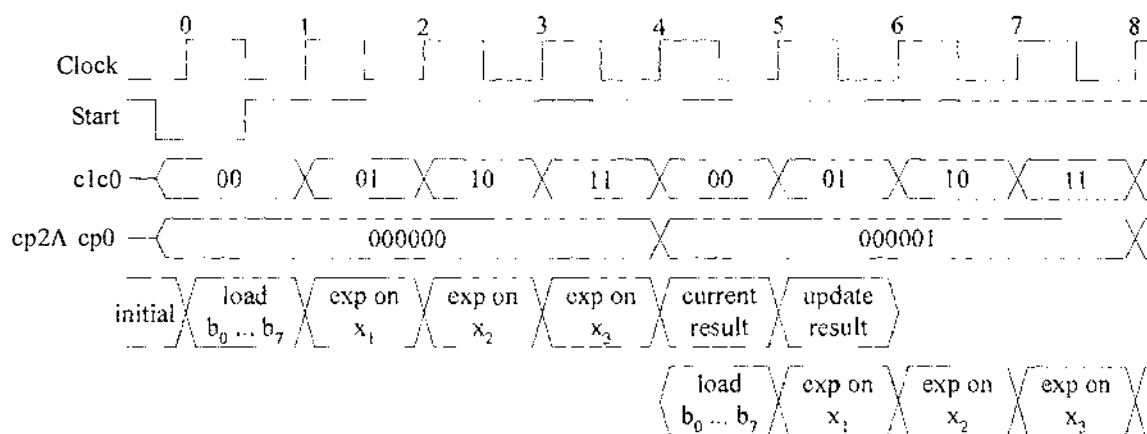 0 1 2 3 4 5 6 7 8
Clock
Start
c1c0 00 01 10 11 00 01 10 11
cp2Λ cp0 000000 000001
initial load exp on exp on exp on current update
b₀ ... b₇ x₁ x₂ x₃ result result
load exp on exp on exp on
b₀ ... b₇ x₁ x₂ x₃